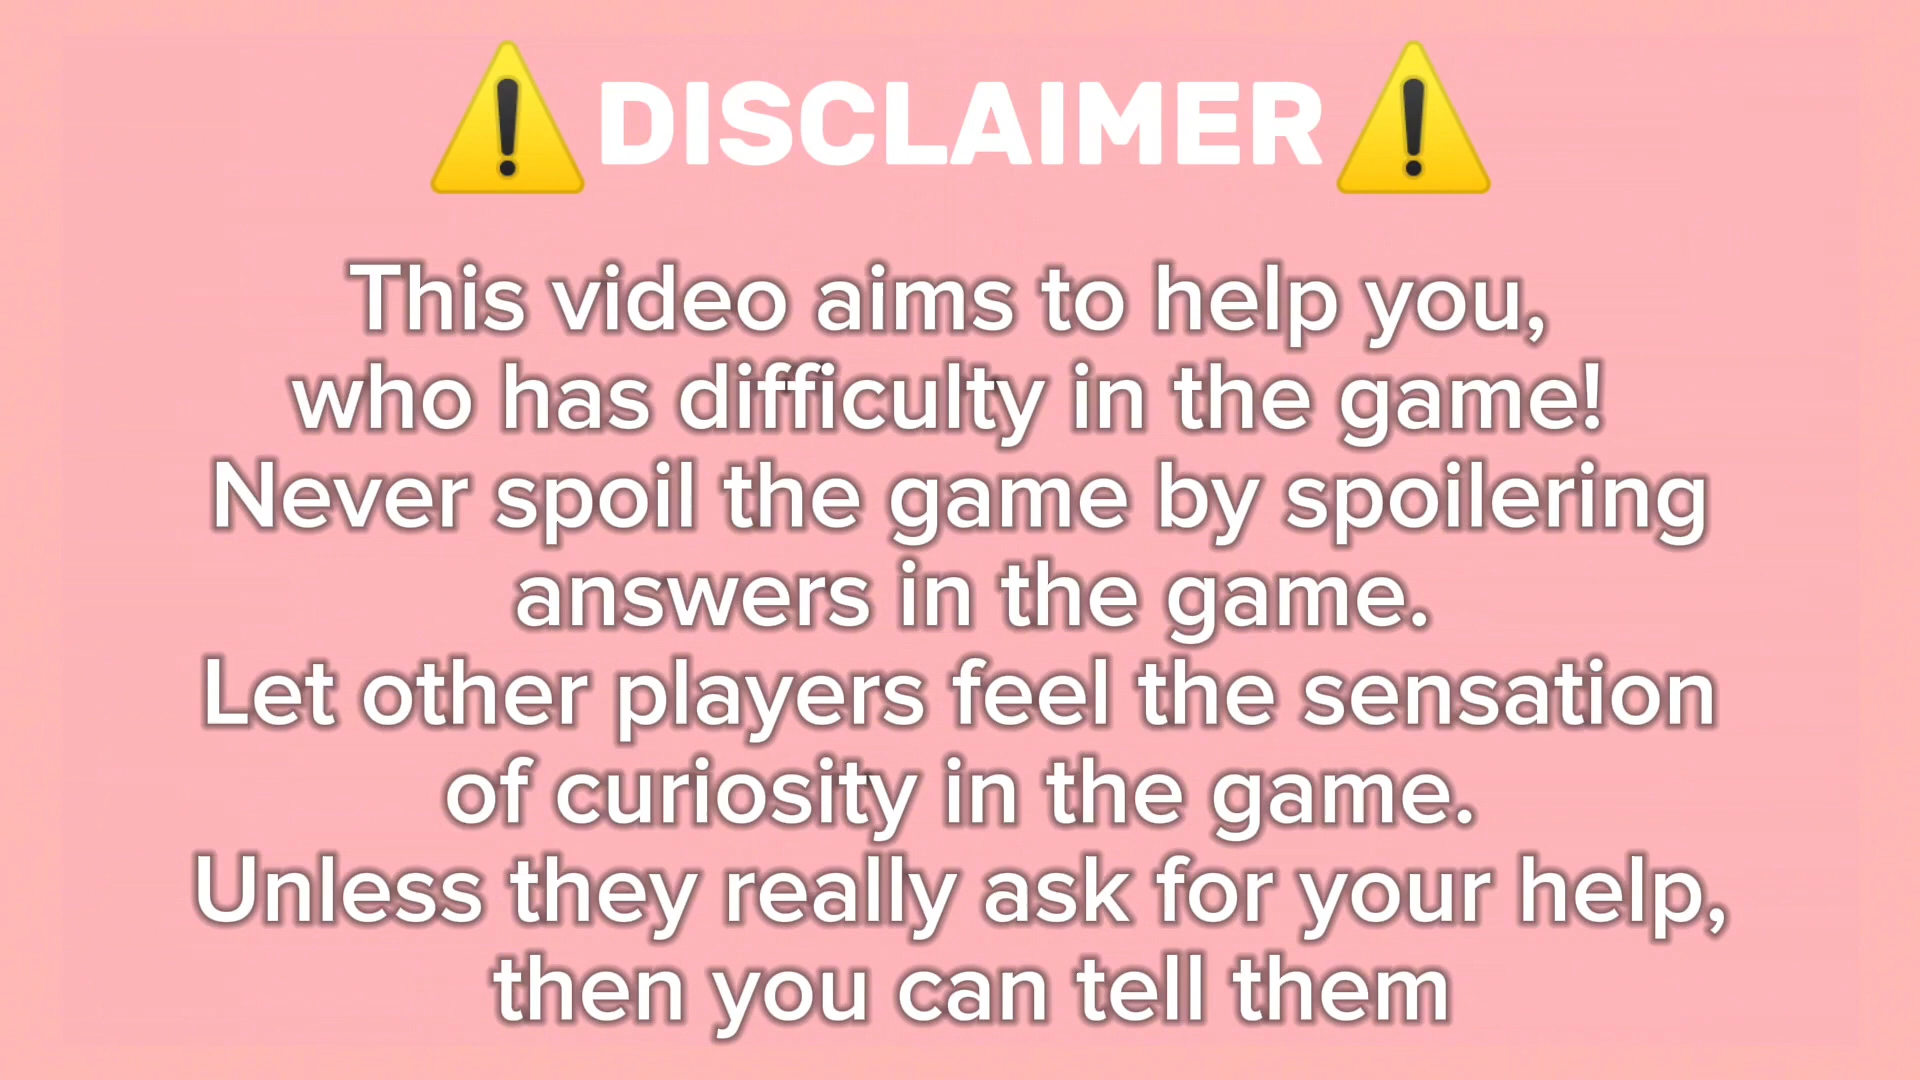 ⚠️DISCLAIMER⚠️
This video aims to help you,
who has difficulty in the game!
Never spoil the game by spoilering
answers in the game.
Let other players feel the sensation
of curiosity in the game.
Unless they really ask for your help,
then you can tell them